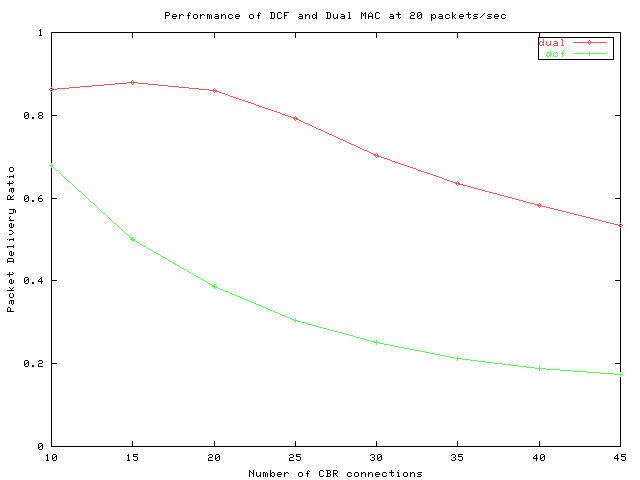 Performance of DCF and Dual MAC at 20 packets/sec
1
dual
dcf
0.8
0.6
Packet Delivery Ratio
0.4
0.2
0
10 15 20 25 30 35 40 45
Number of CBR connections